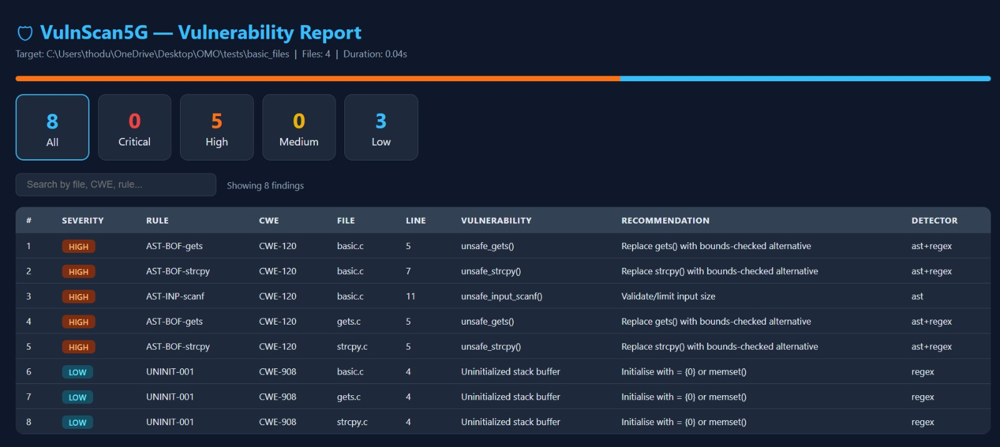 VulnScan5G — Vulnerability Report
Target: C:\Users\thodu\OneDrive\Desktop\OMO\tests\basic_files | Files: 4 | Duration: 0.04s
8 0 5 0 3
All Critical High Medium Low
Search by file, CWE, rule... Showing 8 findings
# SEVERITY RULE CWE FILE LINE VULNERABILITY RECOMMENDATION DETECTOR
1 HIGH AST-BOF-gets CWE-120 basic.c 5 unsafe_gets() Replace gets() with bounds-checked alternative ast+regex
2 HIGH AST-BOF-strcpy CWE-120 basic.c 7 unsafe_strcpy() Replace strcpy() with bounds-checked alternative ast+regex
3 HIGH AST-INP-scanf CWE-120 basic.c 11 unsafe_input_scanf() Validate/limit input size ast
4 HIGH AST-BOF-gets CWE-120 gets.c 5 unsafe_gets() Replace gets() with bounds-checked alternative ast+regex
5 HIGH AST-BOF-strcpy CWE-120 strcpy.c 5 unsafe_strcpy() Replace strcpy() with bounds-checked alternative ast+regex
6 LOW UNINIT-001 CWE-908 basic.c 4 Uninitialized stack buffer Initialise with = {0} or memset() regex
7 LOW UNINIT-001 CWE-908 gets.c 4 Uninitialized stack buffer Initialise with = {0} or memset() regex
8 LOW UNINIT-001 CWE-908 strcpy.c 4 Uninitialized stack buffer Initialise with = {0} or memset() regex